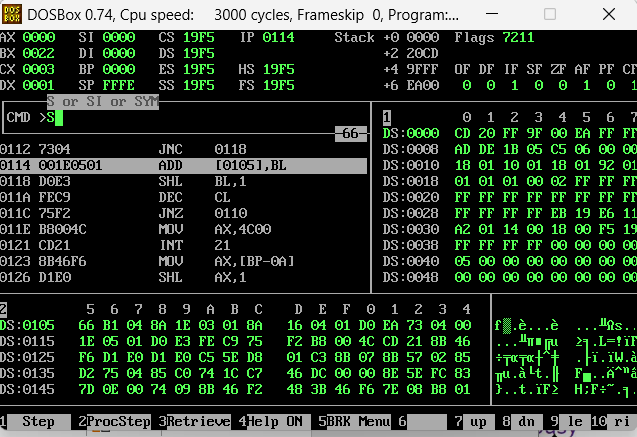 DOSBox 0.74, Cpu speed: 3000 cycles, Frameskip 0, Program:...
AX 0000 SI 0000 CS 19F5 IP 0114 Stack +0 0000 Flags 7211
BX 0022 DI 0000 DS 19F5 +2 20CD
CX 0003 BP 0000 ES 19F5 HS 19F5 +4 9FFF OF DF IF SF ZF AF PF CF
DX 0001 SP FFFE SS 19F5 FS 19F5 +6 EA00 0 0 1 0 0 1 0 1
S or SI or SYM
CMD >S
66
1 0 1 2 3 4 5 6 7
DS:0000 CD 20 FF 9F 00 EA FF FF
DS:0008 AD DE 1B 05 C5 06 00 00
DS:0010 18 01 10 01 18 01 92 01
DS:0018 01 01 01 00 02 FF FF FF
DS:0020 FF FF FF FF FF FF FF FF
DS:0028 FF FF FF FF EB 19 E6 11
DS:0030 A2 01 14 00 18 00 F5 19
DS:0038 FF FF FF FF 00 00 00 00
DS:0040 05 00 00 00 00 00 00 00
DS:0048 00 00 00 00 00 00 00 00
0112 7304 JNC 0118
0114 001E0501 ADD [0105],BL
0118 D0E3 SHL BL,1
011A FEC9 DEC CL
011C 75F2 JNZ 0110
011E B8004C MOV AX,4C00
0121 CD21 INT 21
0123 8B46F6 MOV AX,[BP-0A]
0126 D1E0 SHL AX,1
2 5 6 7 8 9 A B C D E F 0 1 2 3 4
DS:0105 66 B1 04 8A 1E 03 01 8A 16 04 01 D0 EA 73 04 00
DS:0115 1E 05 01 D0 E3 FE C9 75 F2 B8 00 4C CD 21 8B 46
DS:0125 F6 D1 E0 D1 E0 C5 5E D8 01 C3 8B 07 8B 57 02 85
DS:0135 D2 75 04 85 C0 74 1C C7 46 DC 00 00 8E 5E FC 83
DS:0145 7D 0E 00 74 09 8B 46 F2 48 3B 46 F6 7E 08 B8 01
1 Step 2 ProcStep 3 Retrieve 4 Help ON 5 BRK Menu 6 7 up 8 dn 9 le 10 ri